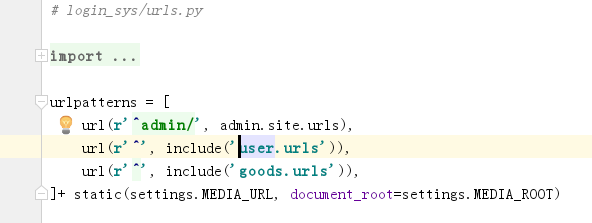 # login_sys/urls.py
import ...
urlpatterns = [
url(r'^admin/', admin.site.urls),
url(r'^', include('user.urls')),
url(r'^', include('goods.urls')),
]+ static(settings.MEDIA_URL, document_root=settings.MEDIA_ROOT)